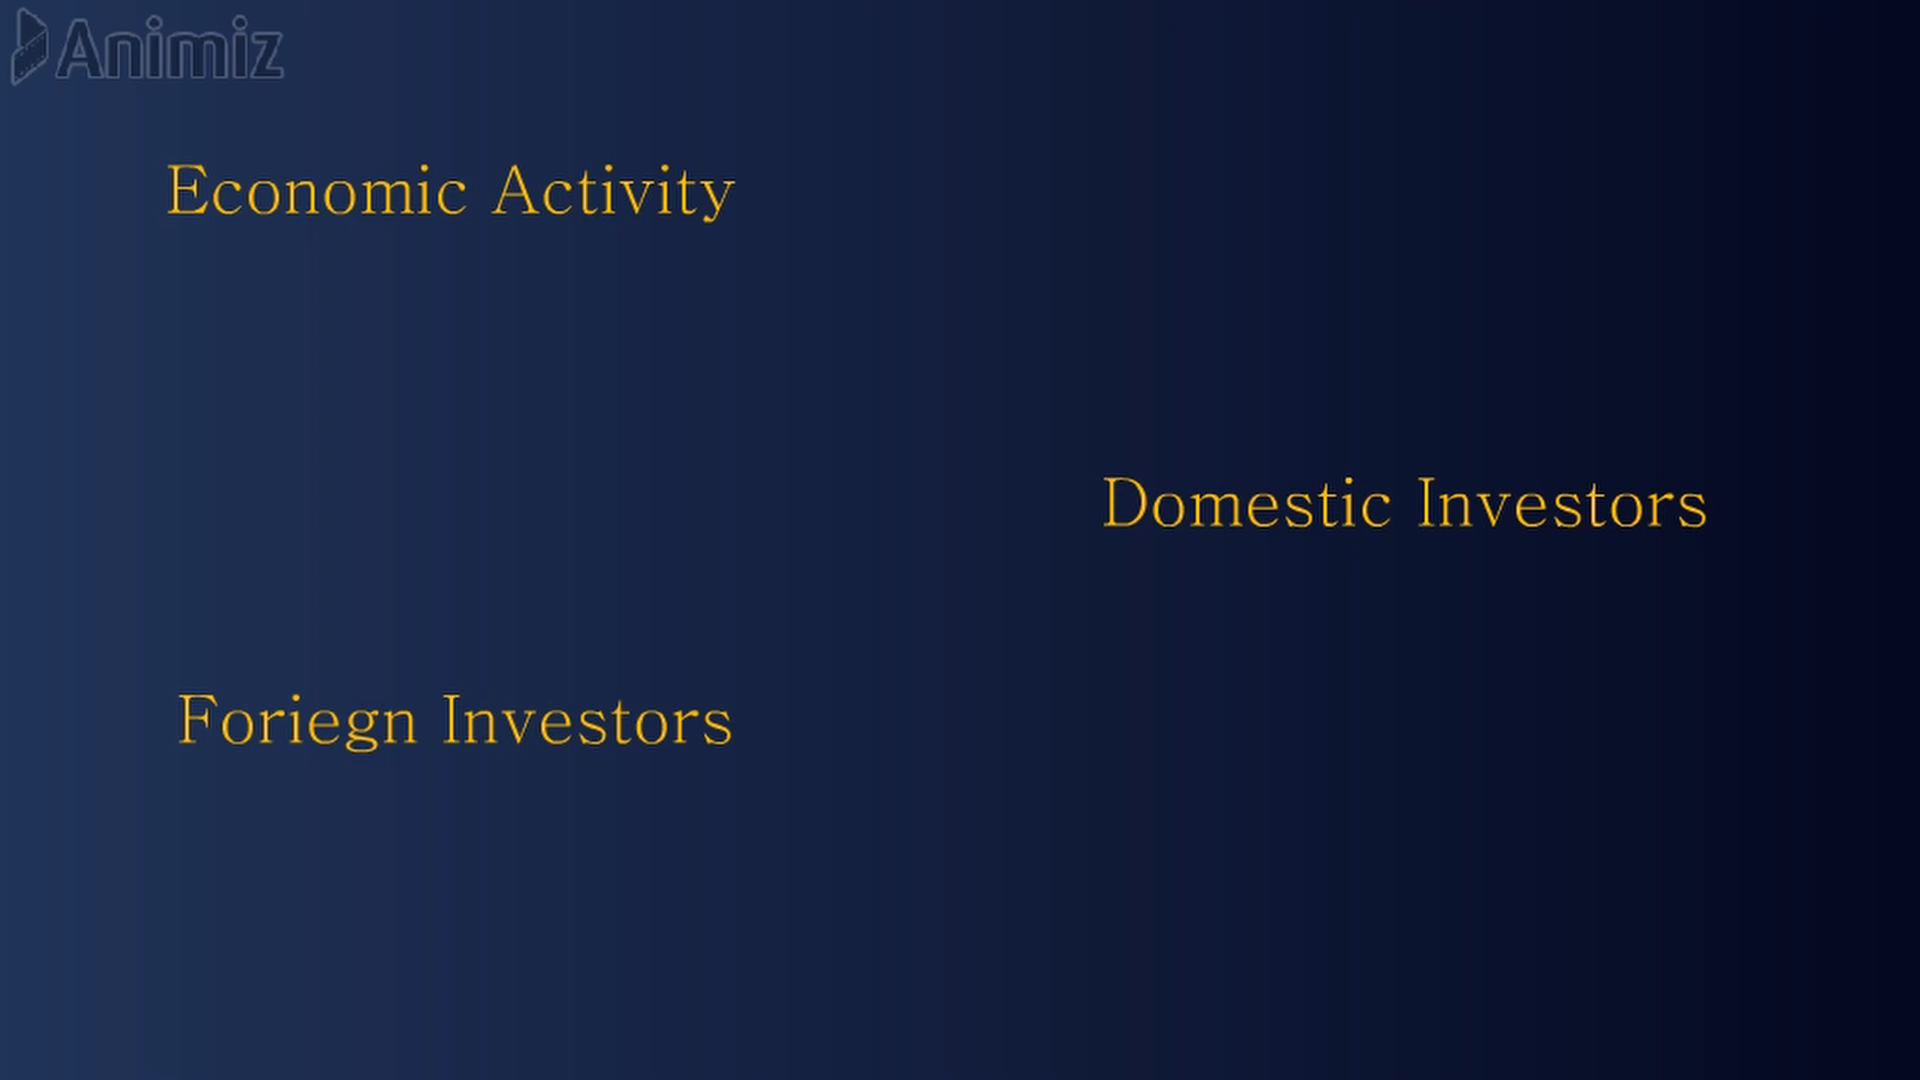 Animiz
Economic Activity
Domestic Investors
Foriegn Investors